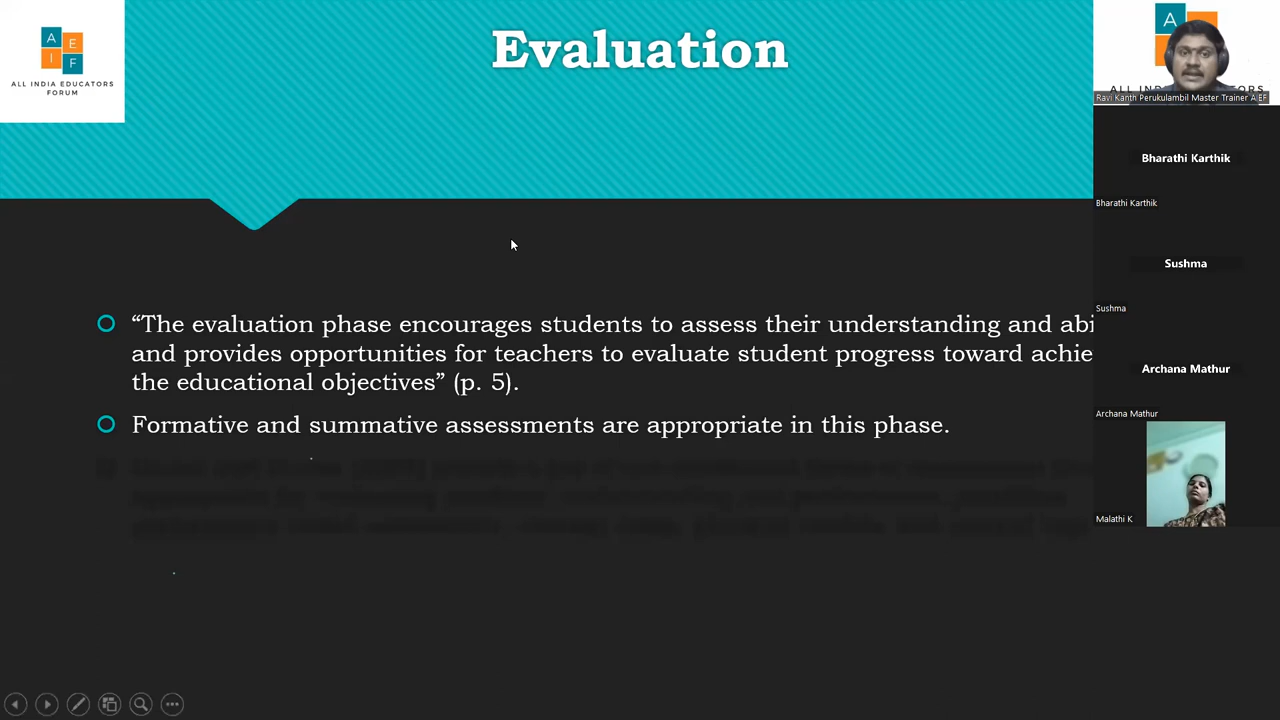 A
E
I
F
ALL INDIA EDUCATORS
FORUM
Evaluation
“The evaluation phase encourages students to assess their understanding and abi
and provides opportunities for teachers to evaluate student progress toward achie
the educational objectives” (p. 5).
Formative and summative assessments are appropriate in this phase.
A
Ravi Kanth Perukulambil Master Trainer AIEF
Bharathi Karthik
Bharathi Karthik
Sushma
Sushma
Archana Mathur
Archana Mathur
Malathi K